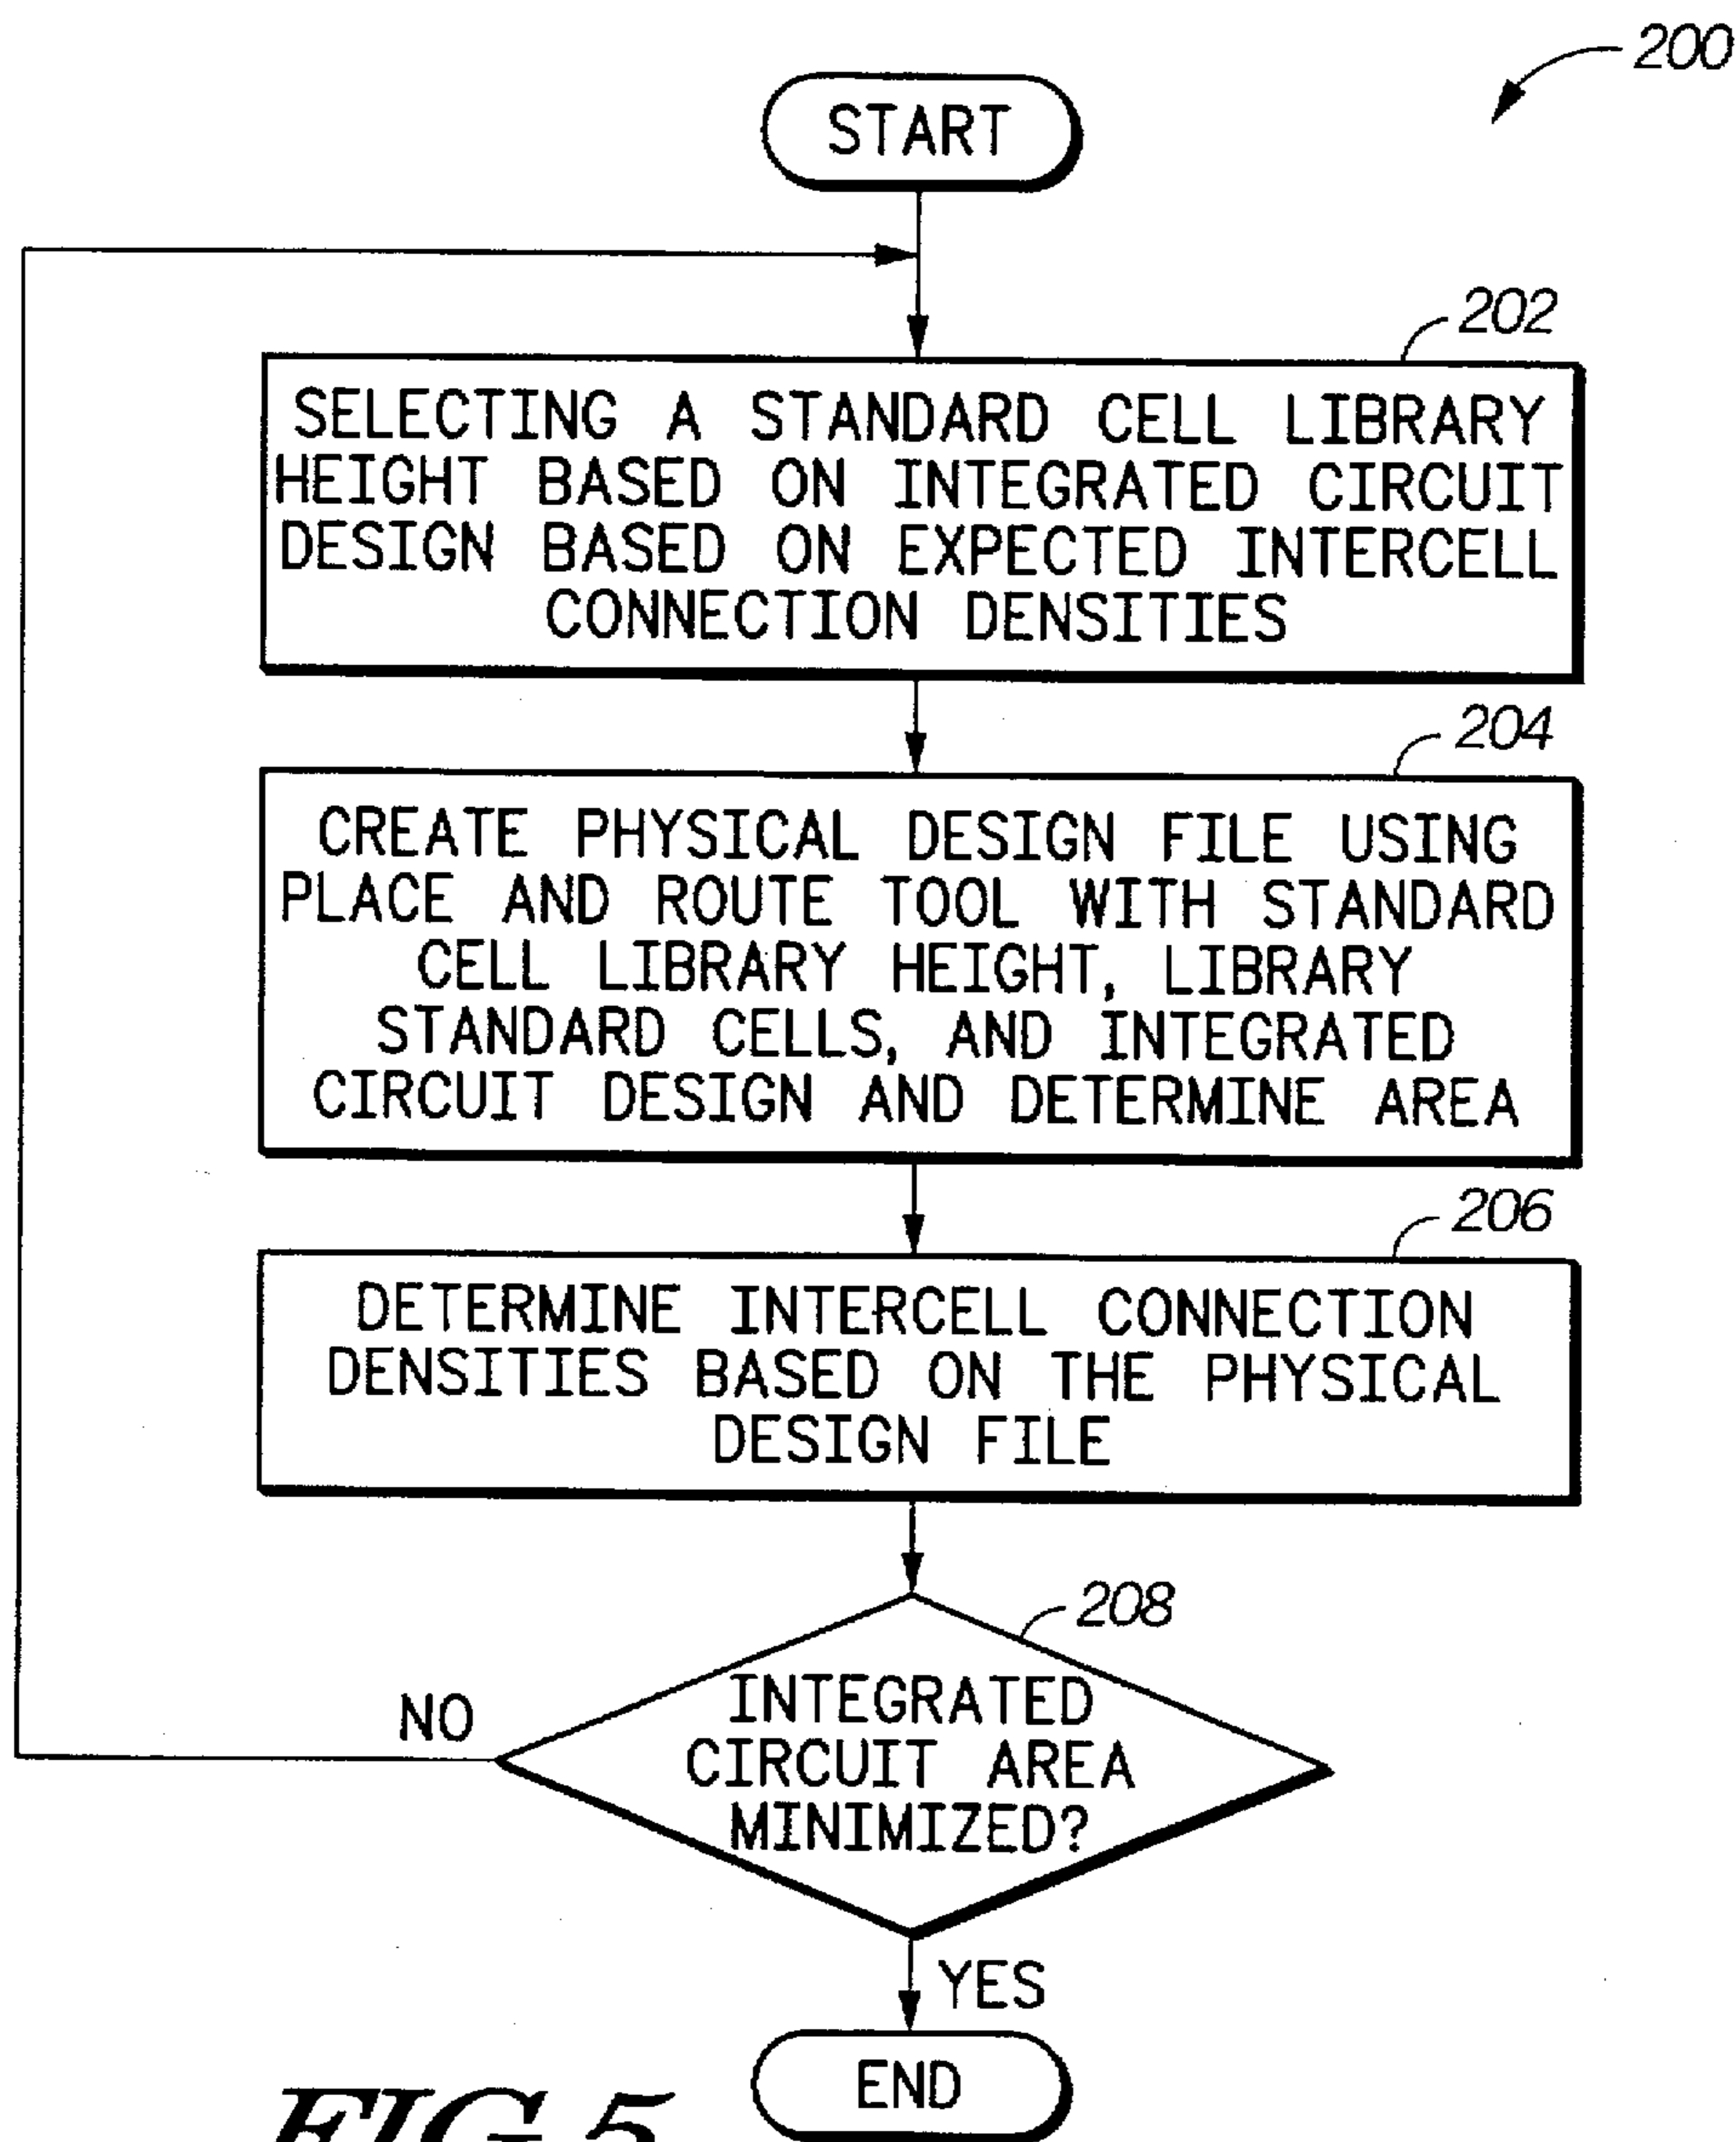 200
START
202
SELECTING A STANDARD CELL LIBRARY
HEIGHT BASED ON INTEGRATED CIRCUIT
DESIGN BASED ON EXPECTED INTERCELL
CONNECTION DENSITIES
204
CREATE PHYSICAL DESIGN FILE USING
PLACE AND ROUTE TOOL WITH STANDARD
CELL LIBRARY HEIGHT, LIBRARY
STANDARD CELLS, AND INTEGRATED
CIRCUIT DESIGN AND DETERMINE AREA
206
DETERMINE INTERCELL CONNECTION
DENSITIES BASED ON THE PHYSICAL
DESIGN FILE
208
INTEGRATED
CIRCUIT AREA
MINIMIZED?
NO
YES
END
FIG.5